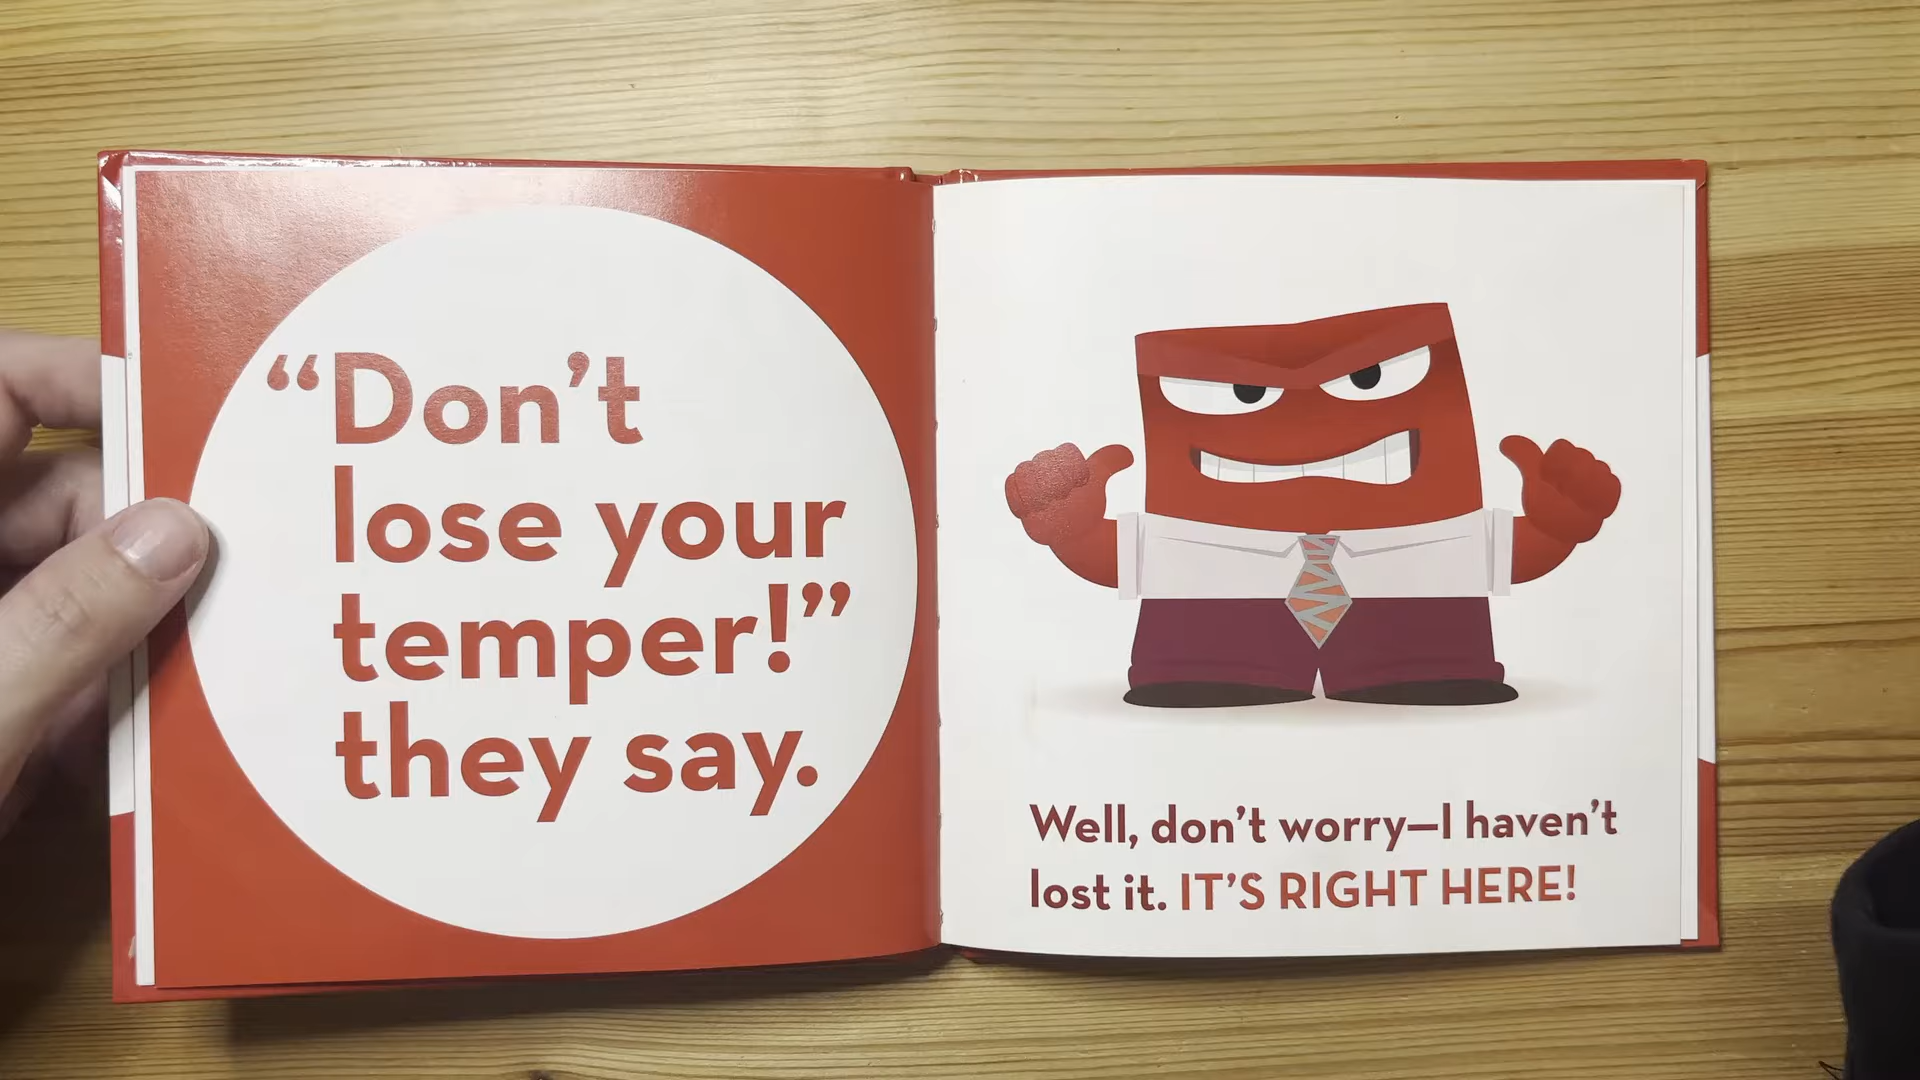 “Don’t
lose your
temper!”
they say.
Well, don’t worry—I haven’t
lost it. IT’S RIGHT HERE!